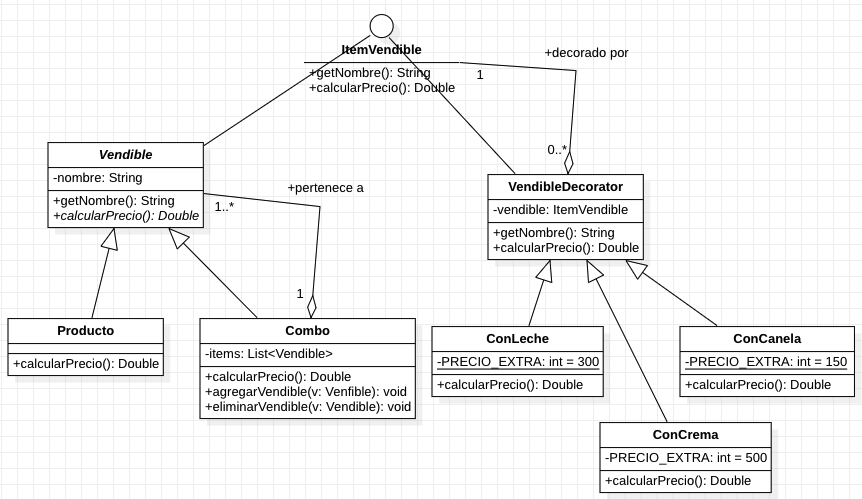 ItemVendible
+getNombre(): String
+calcularPrecio(): Double
+decorado por
1
0..*
Vendible
-nombre: String
+getNombre(): String
+calcularPrecio(): Double
+pertenece a
1..*
1
VendibleDecorator
-vendible: ItemVendible
+getNombre(): String
+calcularPrecio(): Double
Producto
+calcularPrecio(): Double
Combo
-items: List<Vendible>
+calcularPrecio(): Double
+agregarVendible(v: Venfible): void
+eliminarVendible(v: Vendible): void
ConLeche
-PRECIO_EXTRA: int = 300
+calcularPrecio(): Double
ConCanela
-PRECIO_EXTRA: int = 150
+calcularPrecio(): Double
ConCrema
-PRECIO_EXTRA: int = 500
+calcularPrecio(): Double